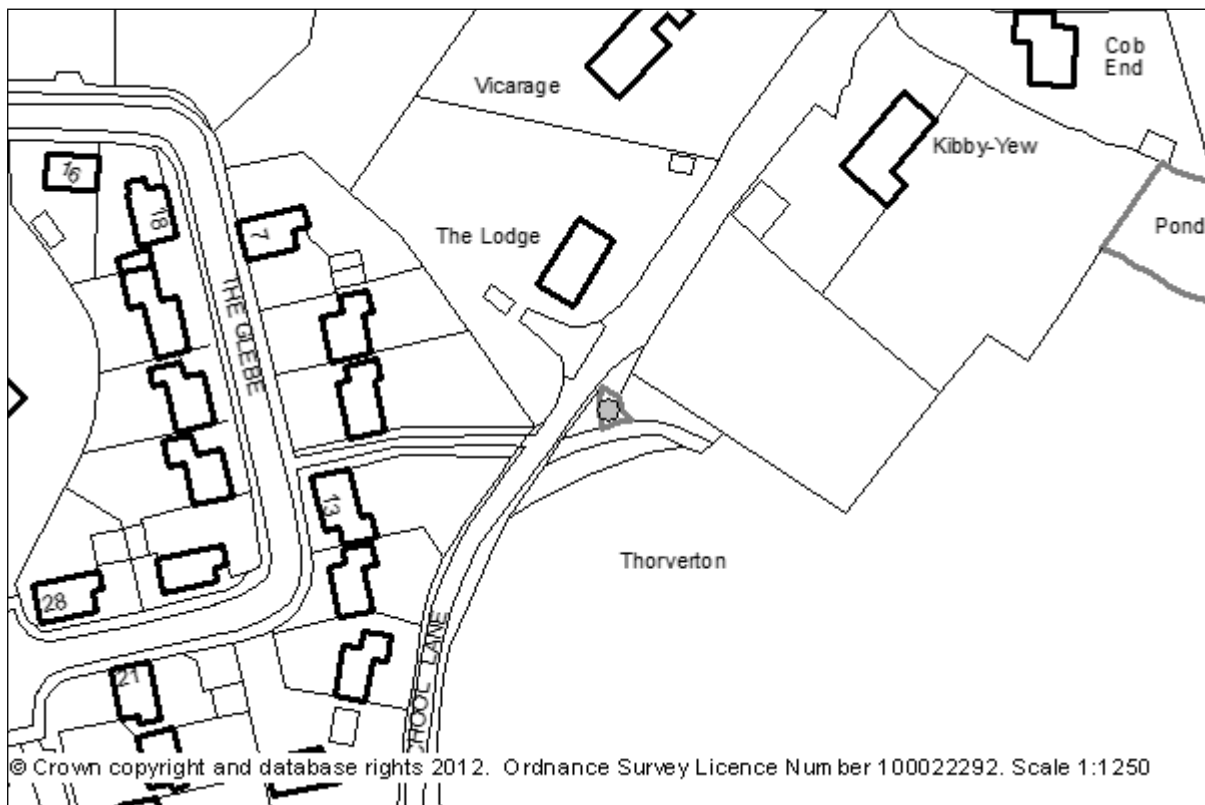 Cob
End
Vicarage
Kibby-Yew
16
18
7
Pond
The Lodge
THE GLEBE
13
Thorverton
28
SCHOOL LANE
21
© Crown copyright and database rights 2012. Ordnance Survey Licence Number 100022292. Scale 1:1250